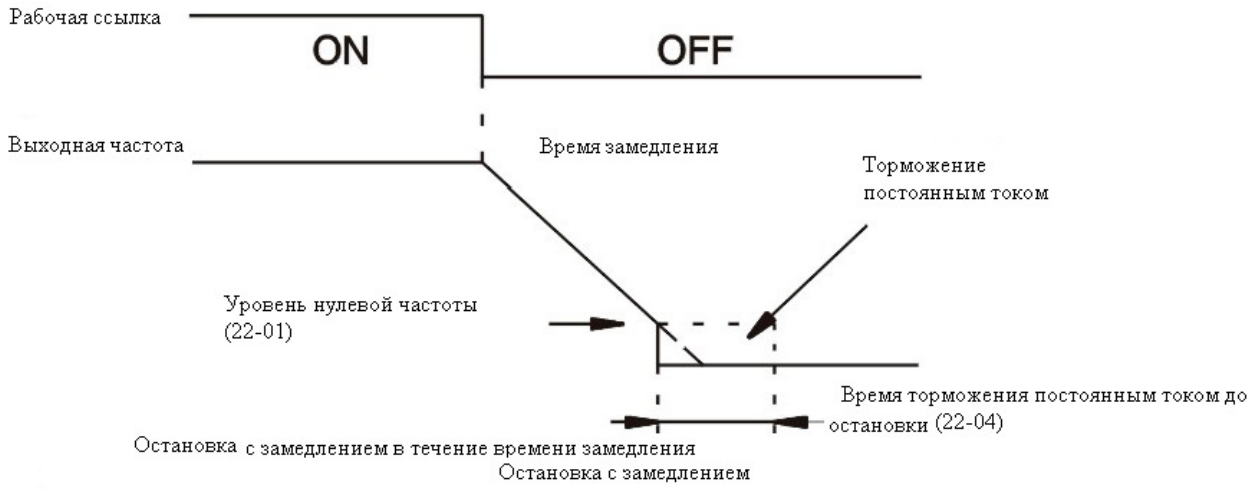 Рабочая ссылка
ON
OFF
Выходная частота
Время замедления
Торможение
постоянным током
Уровень нулевой частоты
(22-01)
Время торможения постоянным током до
остановки (22-04)
Остановка с замедлением в течение времени замедления
Остановка с замедлением